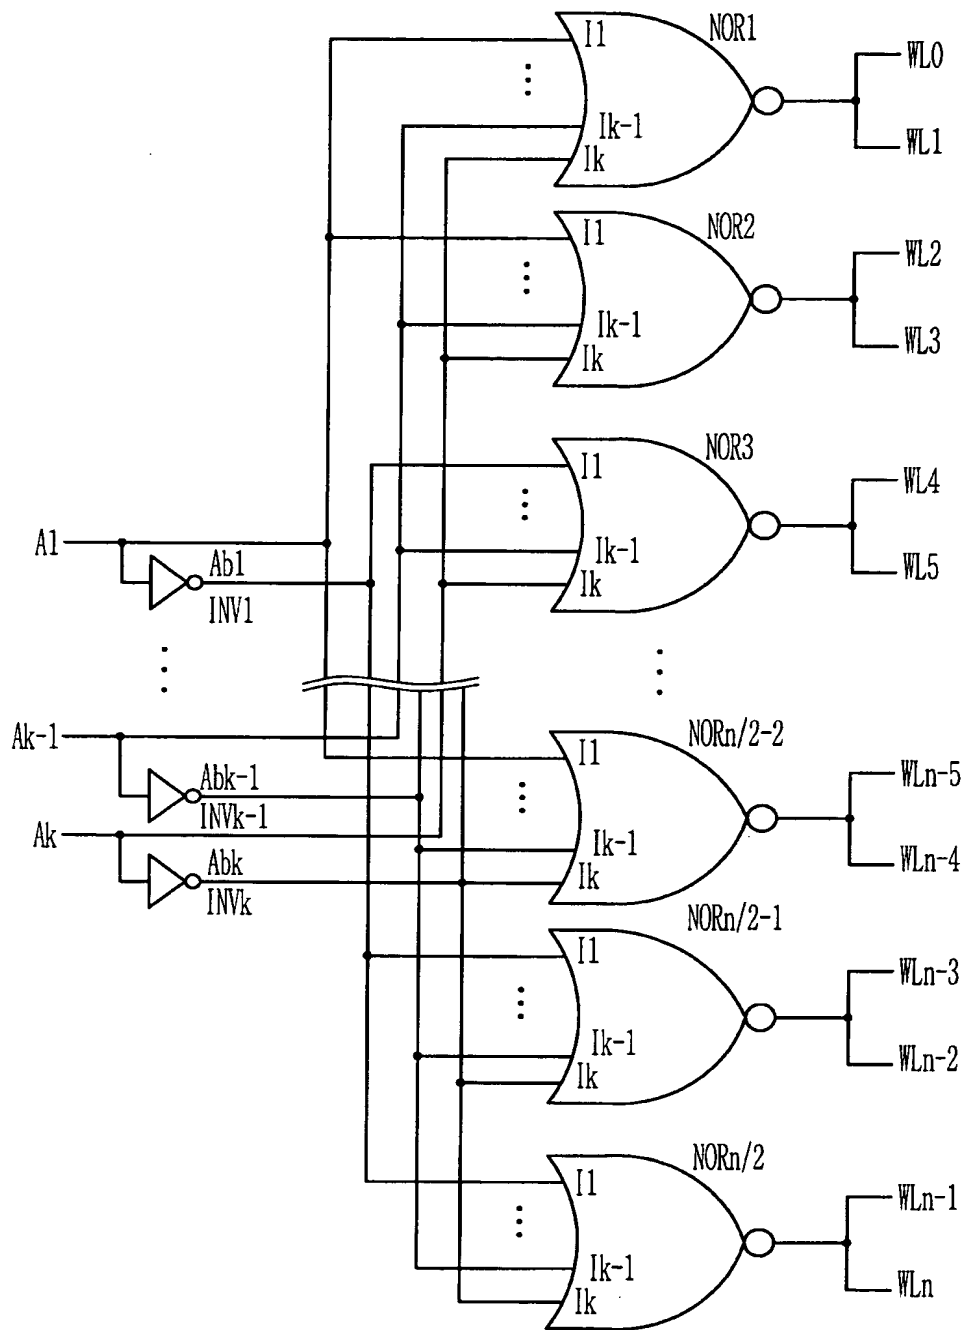 NOR1
I1
WL0
Ik-1
WL1
Ik
NOR2
I1
WL2
Ik-1
WL3
Ik
NOR3
I1
WL4
A1
Ab1
Ik-1
WL5
INV1
Ik
Ak-1
NORn/2-2
I1
Abk-1
WLn-5
INVk-1
Ak
Ik-1
Abk
Ik
WLn-4
INVk
NORn/2-1
I1
WLn-3
Ik-1
WLn-2
Ik
NORn/2
I1
WLn-1
Ik-1
WLn
Ik